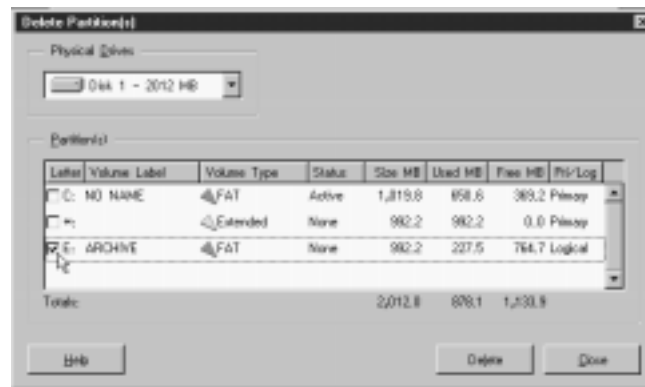 Delete Partition(s)
Physical Drives
Disk 1 - 2012 MB
Partition(s)
Letter Volume Label Volume Type Status Size MB Used MB Free MB Pri/Log
C: NO NAME FAT Active 1,019.8 650.6 369.2 Primary
*: Extended None 992.2 992.2 0.0 Primary
E: ARCHIVE FAT None 992.2 227.5 764.7 Logical
Totals: 2,012.0 878.1 1,133.9
Help Delete Close